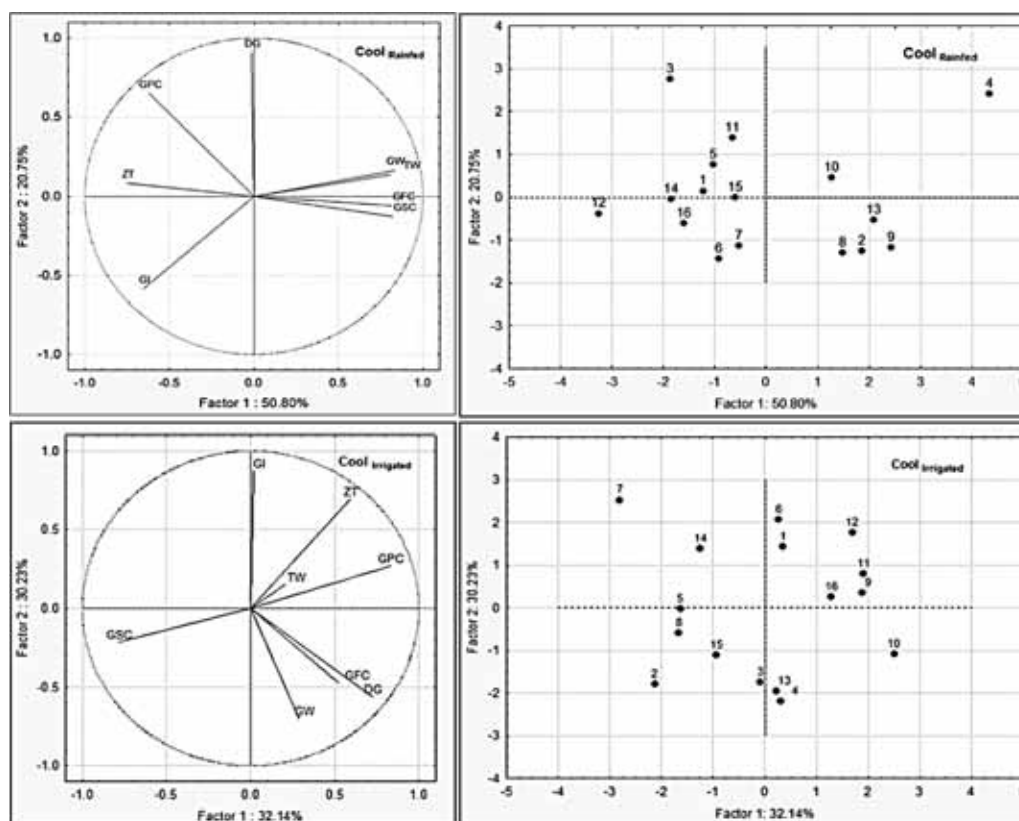 1.0
0.5
0.0
-0.5
-1.0
Factor 2 : 20.75%
DG
Cool Rainfed
GPC
GW TW
ZT
GFC
GSC
GI
-1.0 -0.5 0.0 0.5 1.0
Factor 1 : 50.80%
4
3
2
1
0
-1
-2
-3
-4
Factor 2. 20.75%
Cool Rainfed
3
4
11
5
10
1
15
14
12
13
16
7
6
8 2 9
-5 -4 -3 -2 -1 0 1 2 3 4 5
Factor 1: 50.80%
1.0
0.5
0.0
-0.5
-1.0
Factor 2 : 30.23%
GI
Cool Irrigated
ZT
GPC
TW
GSC
GFC
DG
GW
-1.0 -0.5 0.0 0.5 1.0
Factor 1 : 32.14%
4
3
2
1
0
-1
-2
-3
-4
Factor 2: 30.23%
Cool Irrigated
7
6
12
14
1
11
9
16
5
8
15
10
2
13
4
-5 -4 -3 -2 -1 0 1 2 3 4 5
Factor 1: 32.14%